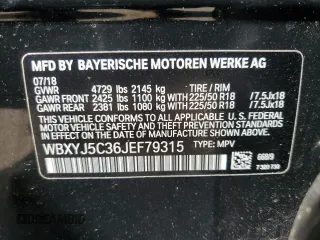 MFD BY BAYERISCHE MOTOREN WERKE AG
07/18
GVWR 4729 lbs 2145 kg TIRE / RIM
GAWR FRONT 2425 lbs 1100 kg WITH 225/50 R18 /7.5Jx18
GAWR REAR 2381 lbs 1080 kg WITH 225/50 R18 /7.5Jx18
THIS VEHICLE CONFORMS TO ALL APPLICABLE
FEDERAL MOTOR VEHICLE SAFETY,
BUMPER, AND THEFT PREVENTION
STANDARDS IN EFFECT ON THE DATE OF
MANUFACTURE SHOWN ABOVE.
WBXYJ5C36JEF79315
TYPE: MPV